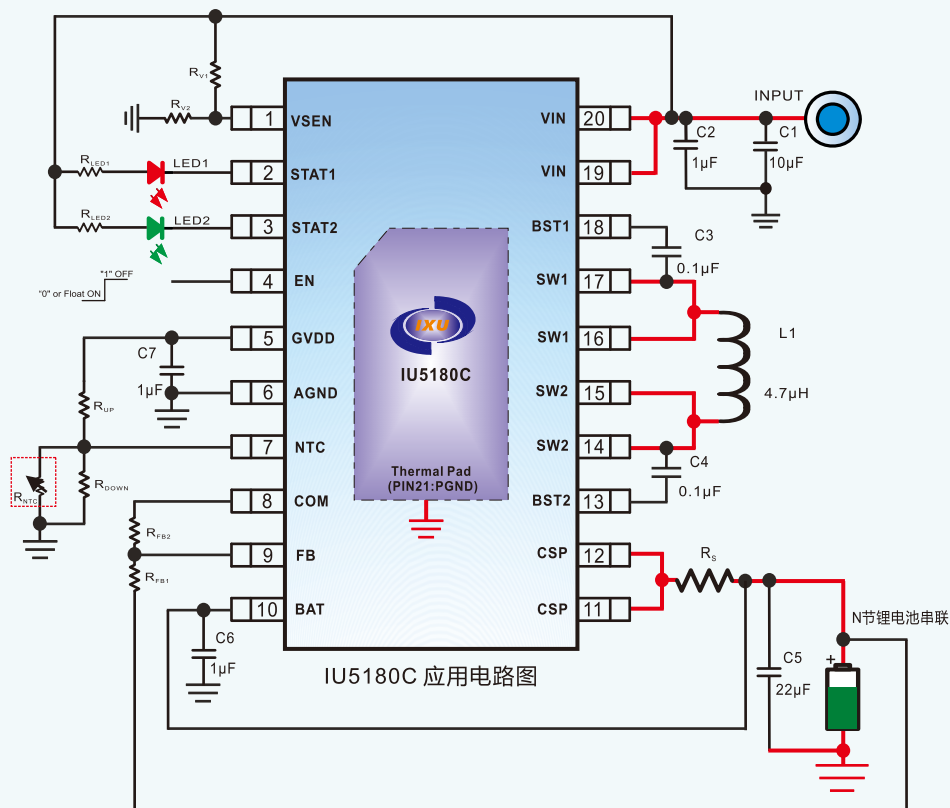 INPUT
RV1
RV2
1 VSEN
VIN 20
C2
1μF
C1
10μF
RLED1
LED1
2 STAT1
VIN 19
RLED2
LED2
3 STAT2
BST1 18
C3
0.1μF
"1" OFF
"0" or Float ON
4 EN
SW1 17
IXU
IU5180C
C7
1μF
5 GVDD
SW1 16
L1
4.7μH
6 AGND
SW2 15
RUP
7 NTC
SW2 14
C4
0.1μF
RNTC
RDOWN
Thermal Pad
(PIN21:PGND)
8 COM
BST2 13
RFB2
9 FB
CSP 12
RS
RFB1
10 BAT
CSP 11
C6
1μF
N节锂电池串联
+
C5
22μF
IU5180C 应用电路图